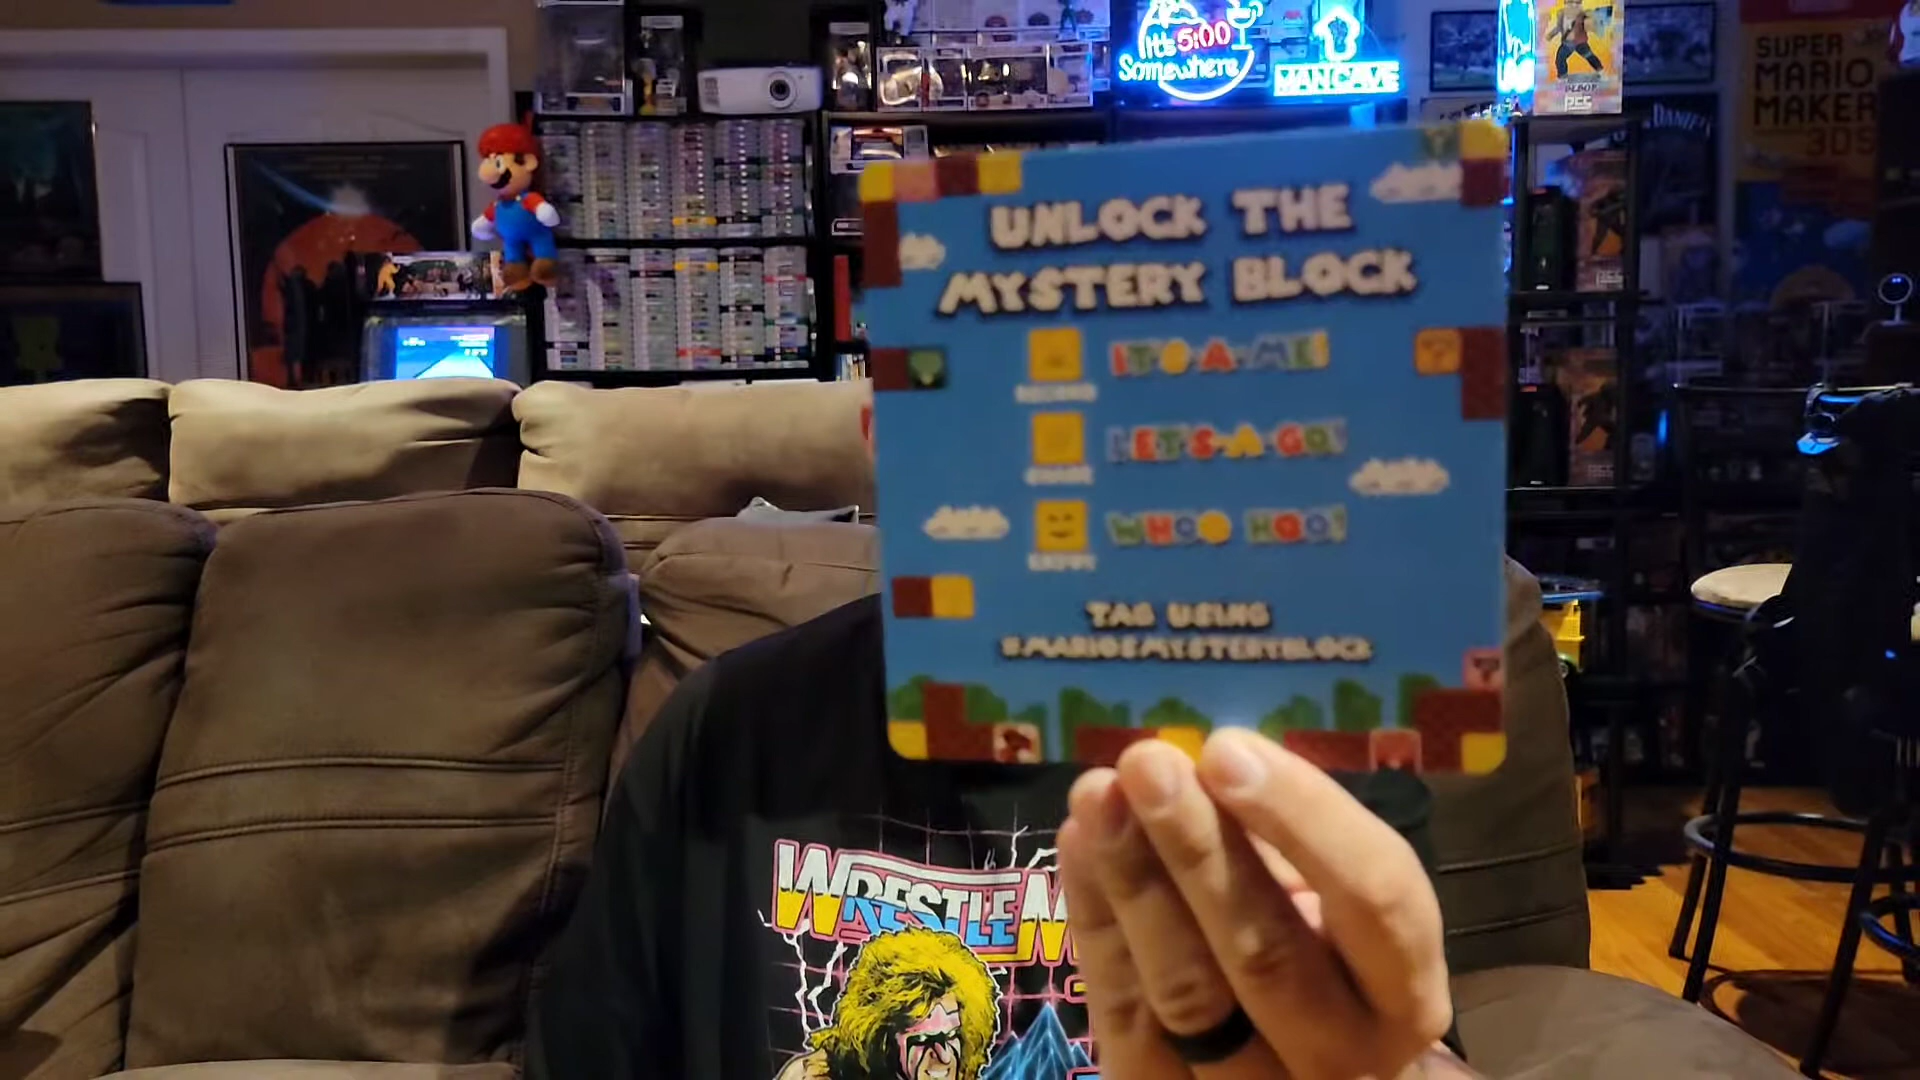 It's 5:00
Somewhere
MAN CAVE
SUPER
MARIO
MAKER
3DS
DANIEL'S
UNLOCK THE
MYSTERY BLOCK
IT'S-A-ME!
LET'S-A-GO!
WHOO HOO!
TAG USING
#MARIOSMYSTERYBLOCK
WRESTLEM